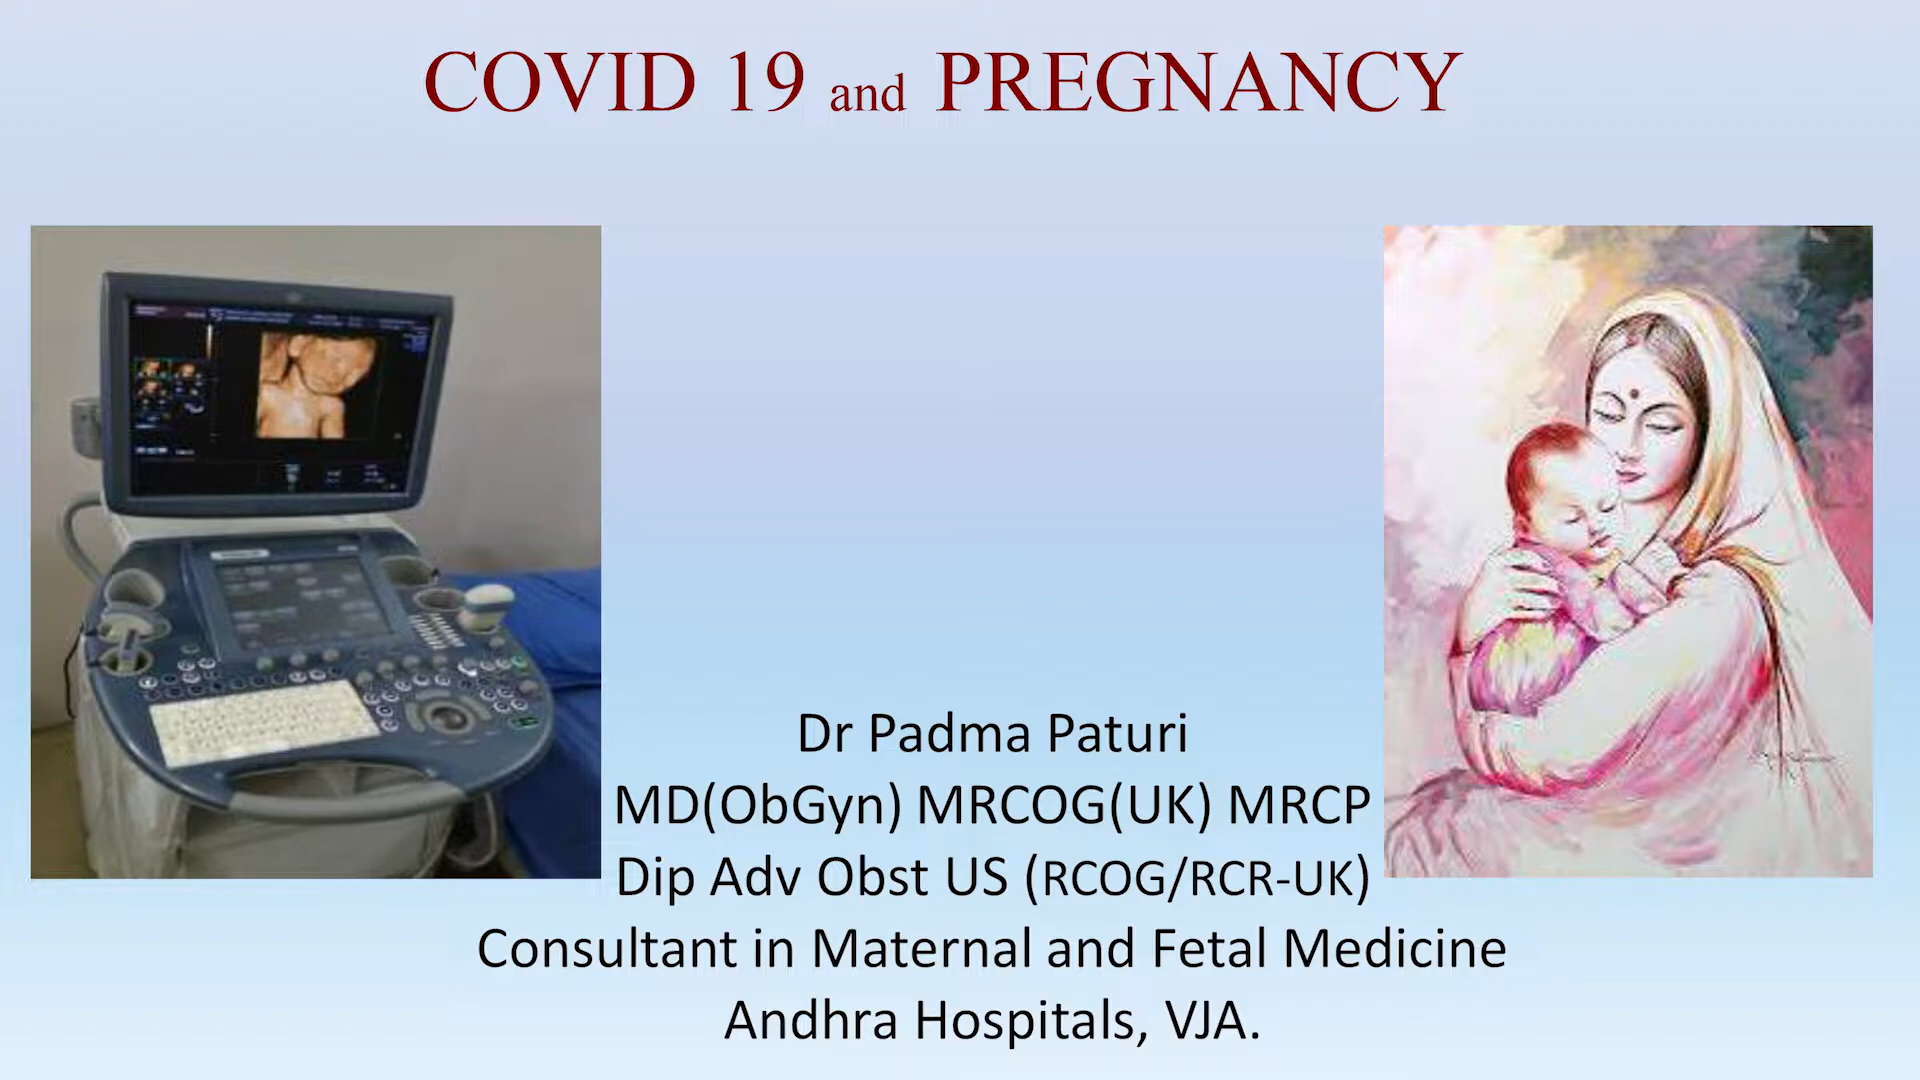 COVID 19 and PREGNANCY
Dr Padma Paturi
MD(ObGyn) MRCOG(UK) MRCP
Dip Adv Obst US (RCOG/RCR-UK)
Consultant in Maternal and Fetal Medicine
Andhra Hospitals, VJA.